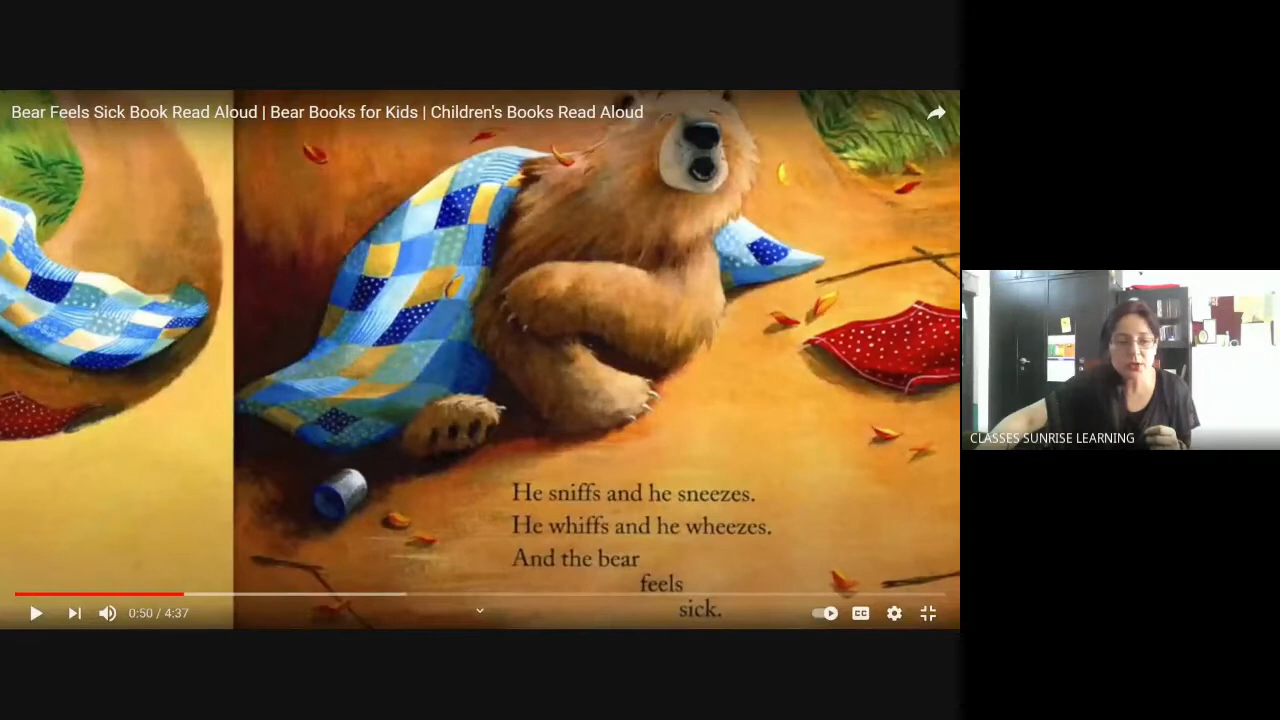 Bear Feels Sick Book Read Aloud | Bear Books for Kids | Children's Books Read Aloud
He sniffs and he sneezes.
He whiffs and he wheezes.
And the bear
feels
sick.
0:50 / 4:37
CC
CLASSES SUNRISE LEARNING